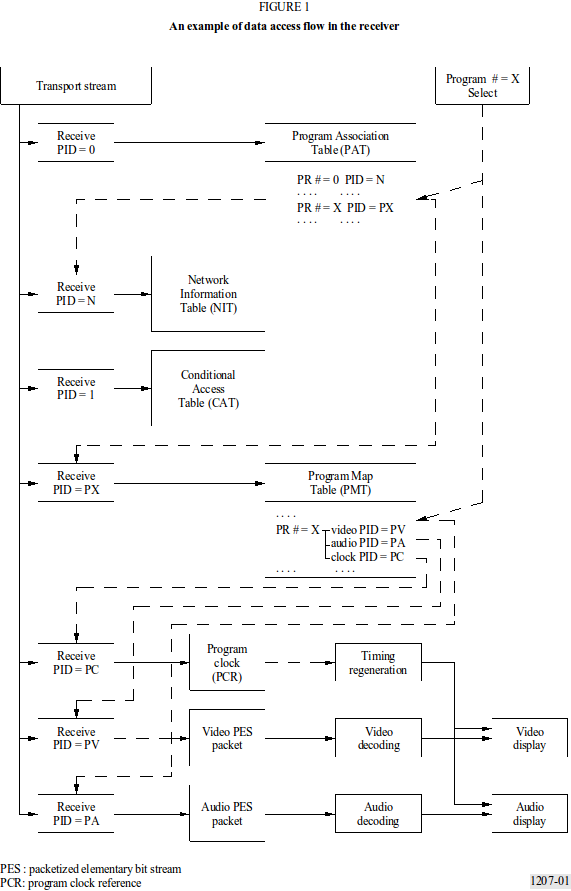 FIGURE 1
An example of data access flow in the receiver
Transport stream
Program # = X
Select
Receive
PID = 0
Program Association
Table (PAT)
PR # = 0 PID = N
. . . . . . . .
PR # = X PID = PX
. . . . . . . .
Receive
PID = N
Network
Information
Table (NIT)
Receive
PID = 1
Conditional
Access
Table (CAT)
Receive
PID = PX
Program Map
Table (PMT)
. . . .
PR # = X
video PID = PV
audio PID = PA
clock PID = PC
. . . . . . . .
Receive
PID = PC
Program
clock
(PCR)
Timing
regeneration
Receive
PID = PV
Video PES
packet
Video
decoding
Video
display
Receive
PID = PA
Audio PES
packet
Audio
decoding
Audio
display
PES : packetized elementary bit stream
PCR: program clock reference
1207-01